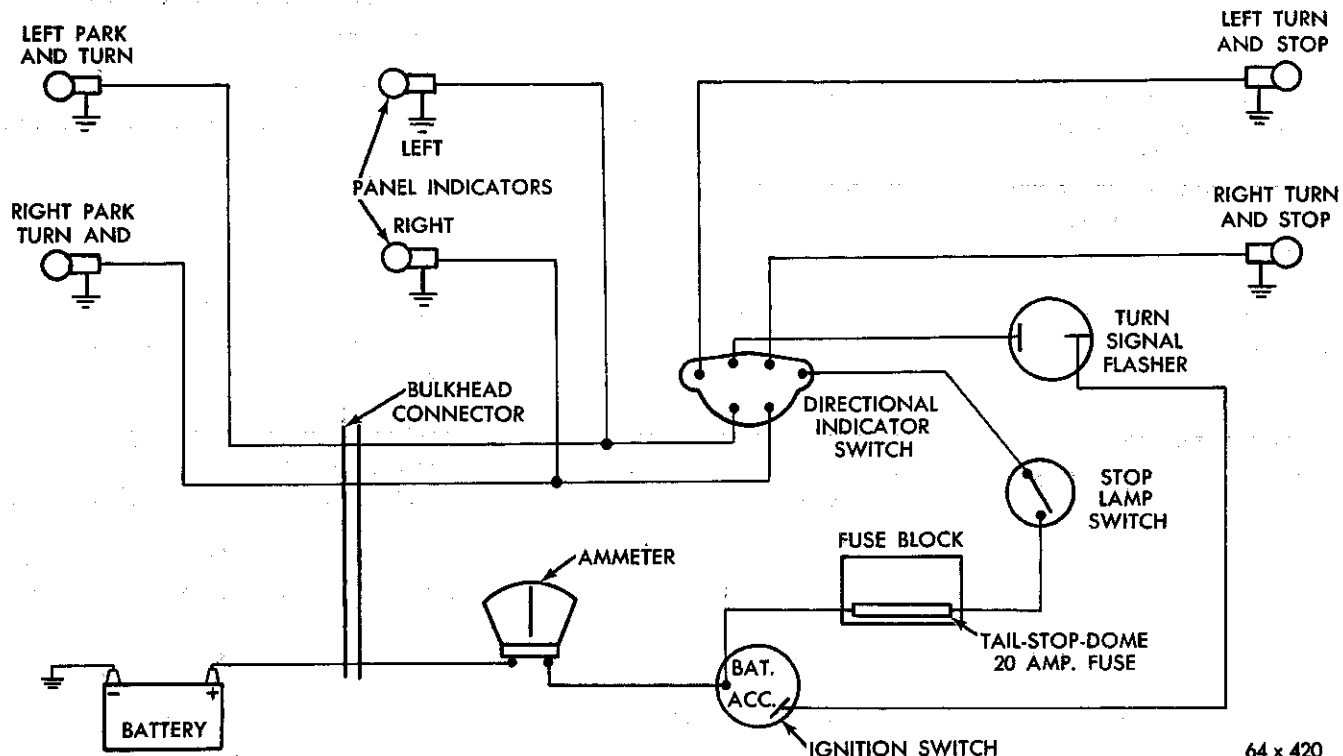 LEFT PARK
AND TURN
LEFT TURN
AND STOP
LEFT
PANEL INDICATORS
RIGHT PARK
TURN AND
RIGHT
RIGHT TURN
AND STOP
TURN
SIGNAL
FLASHER
BULKHEAD
CONNECTOR
DIRECTIONAL
INDICATOR
SWITCH
STOP
LAMP
SWITCH
FUSE BLOCK
AMMETER
TAIL-STOP-DOME
20 AMP. FUSE
BAT.
ACC.
- +
BATTERY
IGNITION SWITCH
64 x 420